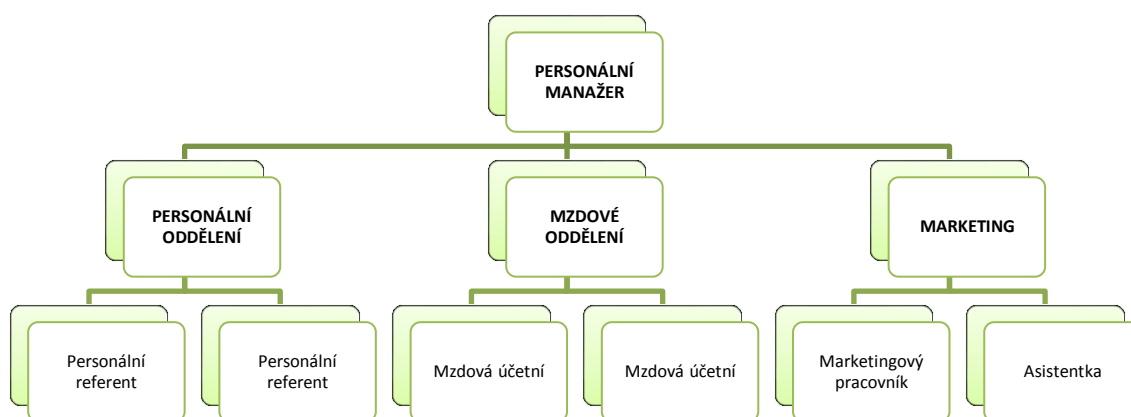 PERSONÁLNÍ
MANAŽER
PERSONÁLNÍ
ODDĚLENÍ
MZDOVÉ
ODDĚLENÍ
MARKETING
Personální
referent
Personální
referent
Mzdová účetní
Mzdová účetní
Marketingový
pracovník
Asistentka